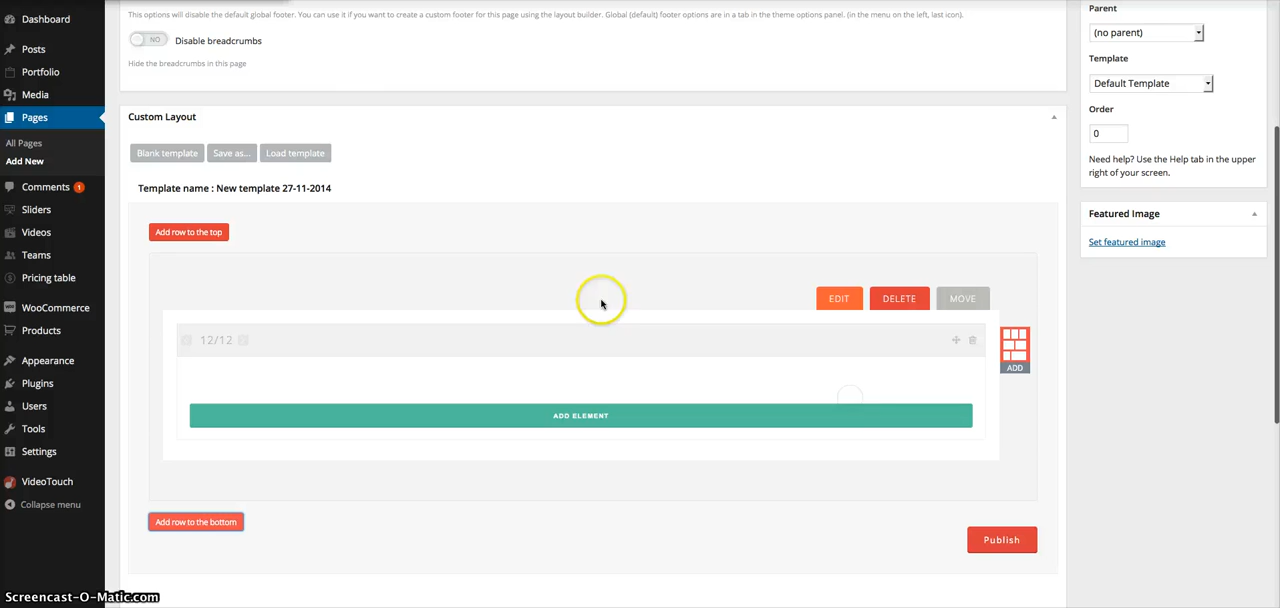 Dashboard
Posts
Portfolio
Media
Pages
All Pages
Add New
Comments 1
Sliders
Videos
Teams
Pricing table
WooCommerce
Products
Appearance
Plugins
Users
Tools
Settings
VideoTouch
Collapse menu
This options will disable the default global footer. You can use it if you want to create a custom footer for this page using the layout builder. Global (default) footer options are in a tab in the theme options panel. (in the menu on the left, last icon).
NO Disable breadcrumbs
Hide the breadcrumbs in this page
Custom Layout
Blank template Save as... Load template
Template name : New template 27-11-2014
Add row to the top
EDIT DELETE MOVE
12/12
ADD
ADD ELEMENT
Add row to the bottom
Publish
Parent
(no parent)
Template
Default Template
Order
0
Need help? Use the Help tab in the upper
right of your screen.
Featured Image
Set featured image
Screencast-O-Matic.com